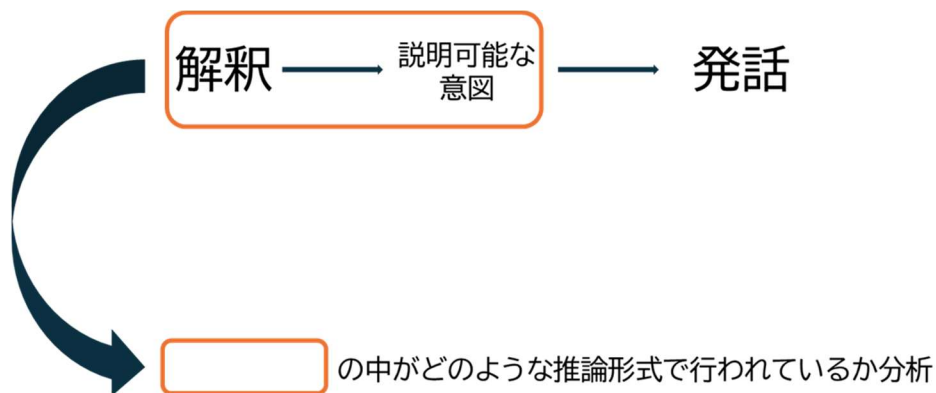 解釈
説明可能な
意図
発話
の中がどのような推論形式で行われているか分析